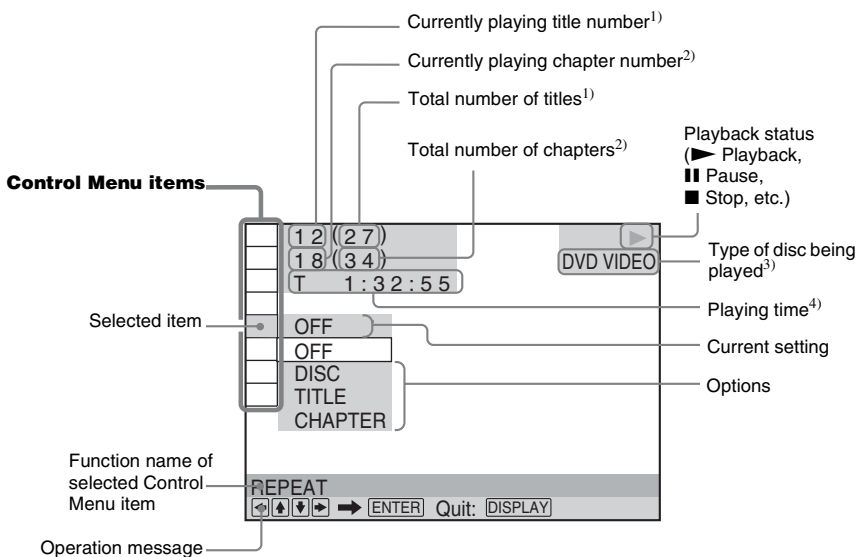 Currently playing title number1)
Currently playing chapter number2)
Total number of titles1)
Total number of chapters2)
Playback status
(► Playback,
❚❚ Pause,
■ Stop, etc.)
Control Menu items
12(27)
18(34)
T 1:32:55
►
DVD VIDEO
Type of disc being
played3)
Playing time4)
Selected item
OFF
Current setting
OFF
DISC
TITLE
CHAPTER
Options
Function name of
selected Control
Menu item
REPEAT
←↑↓→ ➡ ENTER Quit: DISPLAY
Operation message